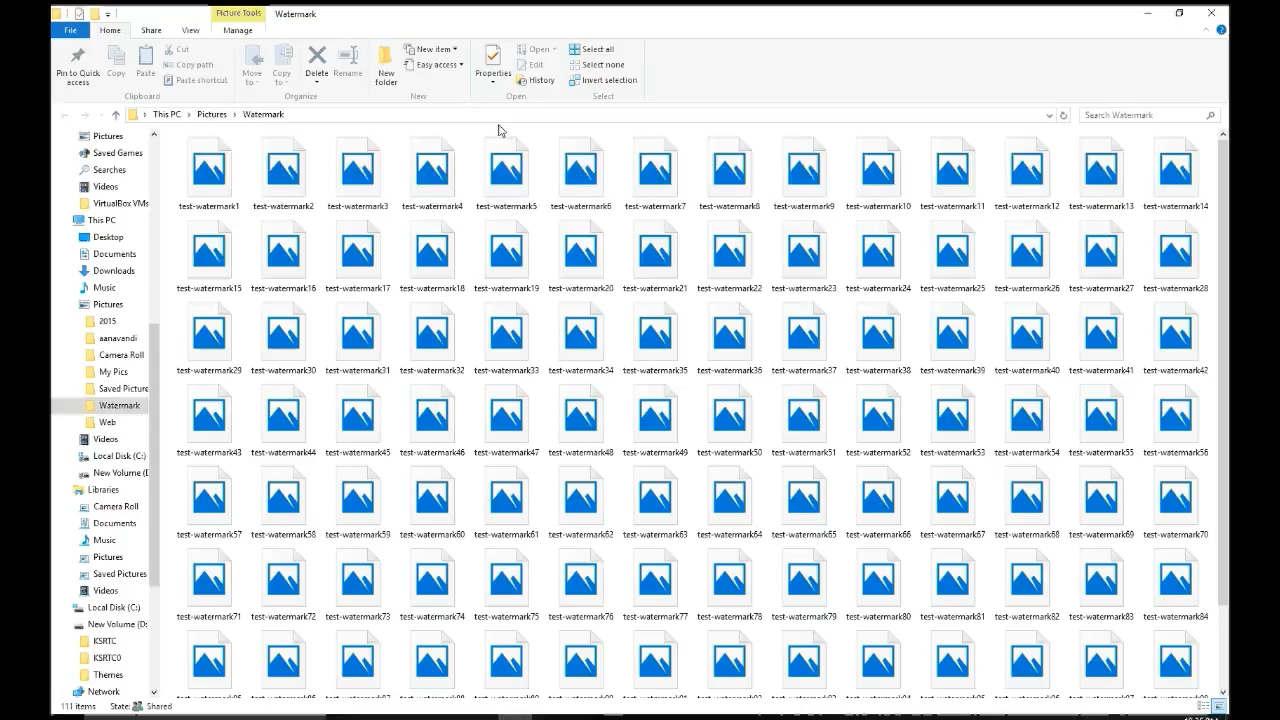 Picture Tools
Watermark
File
Home
Share
View
Manage
Pin to Quick access
Copy
Paste
Cut
Copy path
Paste shortcut
Clipboard
Move to
Copy to
Delete
Rename
Organize
New folder
New item
Easy access
New
Properties
Open
Edit
History
Open
Select all
Select none
Invert selection
Select
This PC
Pictures
Watermark
Search Watermark
Pictures
Saved Games
Searches
Videos
VirtualBox VMs
This PC
Desktop
Documents
Downloads
Music
Pictures
2015
aanavandi
Camera Roll
My Pics
Saved Picture
Watermark
Web
Videos
Local Disk (C:)
New Volume (D
Libraries
Camera Roll
Documents
Music
Pictures
Saved Pictures
Videos
Local Disk (C:)
New Volume (D:
KSRTC
KSRTC0
Themes
Network
test-watermark1 test-watermark2 test-watermark3 test-watermark4 test-watermark5 test-watermark6 test-watermark7 test-watermark8 test-watermark9 test-watermark10 test-watermark11 test-watermark12 test-watermark13 test-watermark14
test-watermark15 test-watermark16 test-watermark17 test-watermark18 test-watermark19 test-watermark20 test-watermark21 test-watermark22 test-watermark23 test-watermark24 test-watermark25 test-watermark26 test-watermark27 test-watermark28
test-watermark29 test-watermark30 test-watermark31 test-watermark32 test-watermark33 test-watermark34 test-watermark35 test-watermark36 test-watermark37 test-watermark38 test-watermark39 test-watermark40 test-watermark41 test-watermark42
test-watermark43 test-watermark44 test-watermark45 test-watermark46 test-watermark47 test-watermark48 test-watermark49 test-watermark50 test-watermark51 test-watermark52 test-watermark53 test-watermark54 test-watermark55 test-watermark56
test-watermark57 test-watermark58 test-watermark59 test-watermark60 test-watermark61 test-watermark62 test-watermark63 test-watermark64 test-watermark65 test-watermark66 test-watermark67 test-watermark68 test-watermark69 test-watermark70
test-watermark71 test-watermark72 test-watermark73 test-watermark74 test-watermark75 test-watermark76 test-watermark77 test-watermark78 test-watermark79 test-watermark80 test-watermark81 test-watermark82 test-watermark83 test-watermark84
111 items
State:
Shared